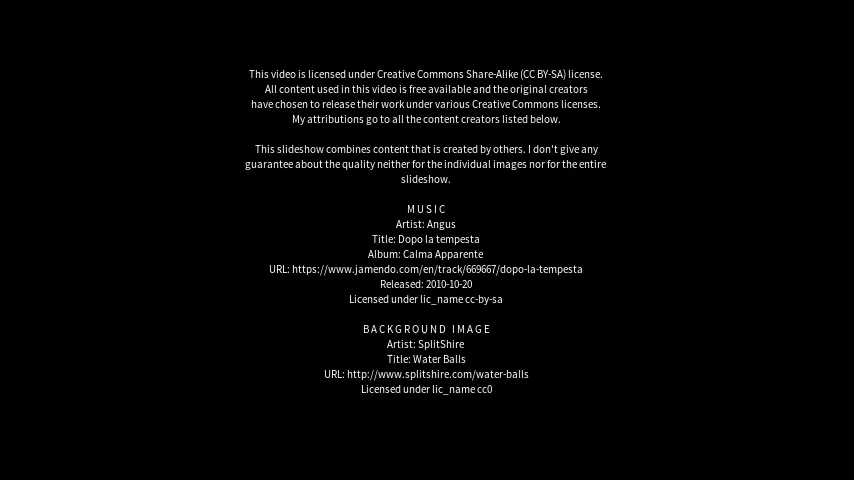 This video is licensed under Creative Commons Share-Alike (CC BY-SA) license.
All content used in this video is free available and the original creators
have chosen to release their work under various Creative Commons licenses.
My attributions go to all the content creators listed below.
This slideshow combines content that is created by others. I don't give any
guarantee about the quality neither for the individual images nor for the entire
slideshow.
MUSIC
Artist: Angus
Title: Dopo la tempesta
Album: Calma Apparente
URL: https://www.jamendo.com/en/track/669667/dopo-la-tempesta
Released: 2010-10-20
Licensed under lic_name cc-by-sa
BACKGROUND IMAGE
Artist: SplitShire
Title: Water Balls
URL: http://www.splitshire.com/water-balls
Licensed under lic_name cc0